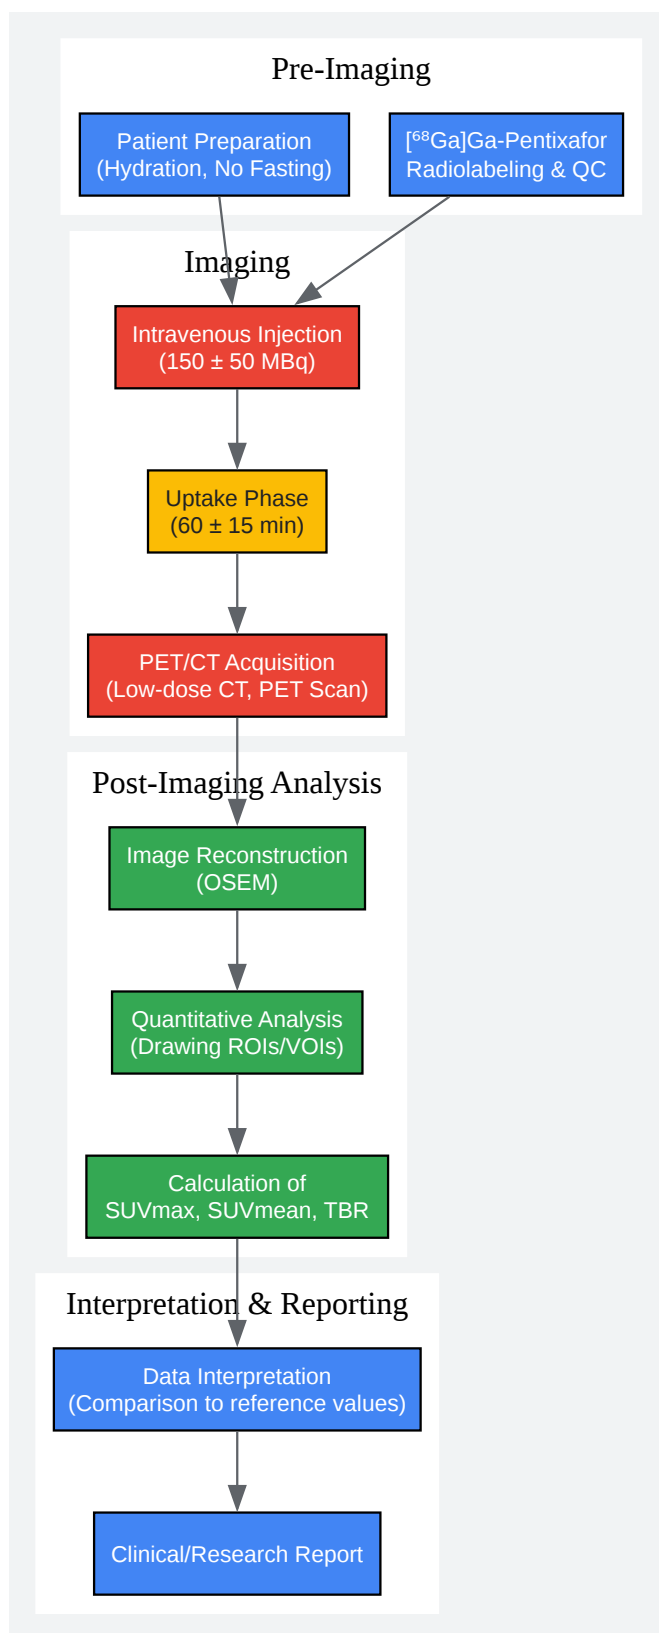 Pre-Imaging
Patient Preparation
(Hydration, No Fasting)
[⁶⁸Ga]Ga-Pentixafor
Radiolabeling & QC
Imaging
Intravenous Injection
(150 ± 50 MBq)
Uptake Phase
(60 ± 15 min)
PET/CT Acquisition
(Low-dose CT, PET Scan)
Post-Imaging Analysis
Image Reconstruction
(OSEM)
Quantitative Analysis
(Drawing ROIs/VOIs)
Calculation of
SUVmax, SUVmean, TBR
Interpretation & Reporting
Data Interpretation
(Comparison to reference values)
Clinical/Research Report